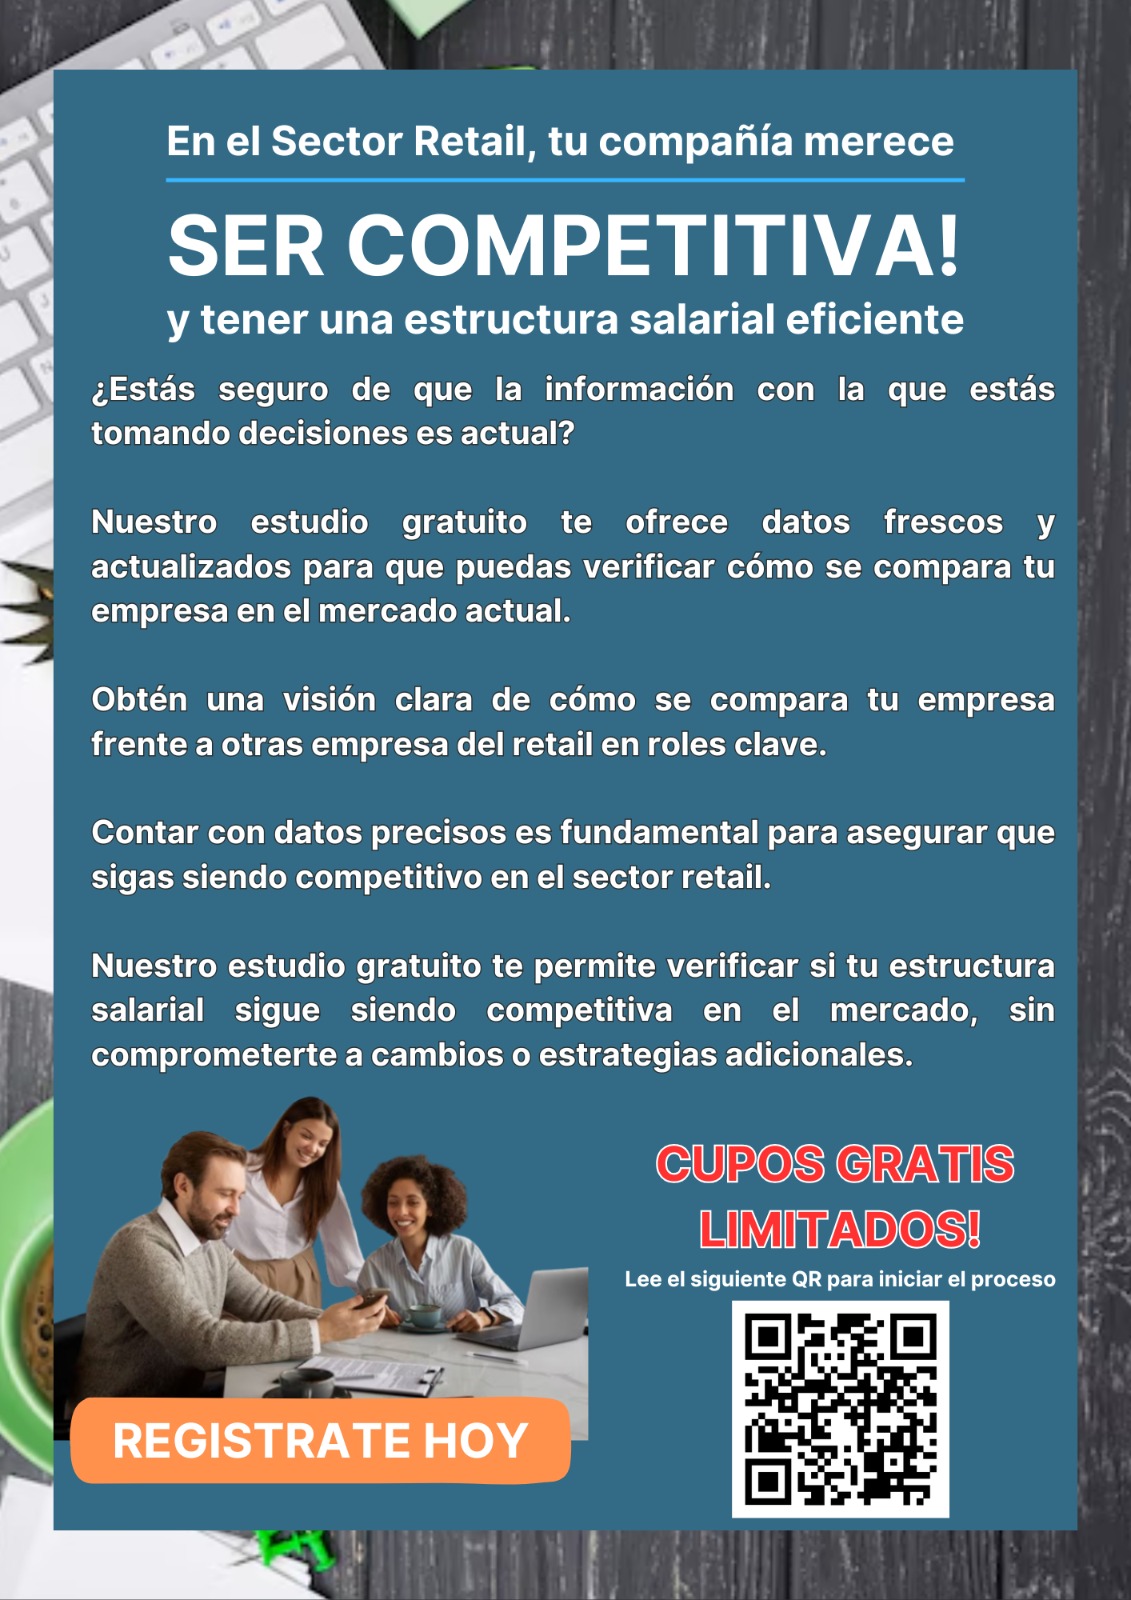 En el Sector Retail, tu compañía merece
SER COMPETITIVA!
y tener una estructura salarial eficiente
¿Estás seguro de que la información con la que estás
tomando decisiones es actual?
Nuestro estudio gratuito te ofrece datos frescos y
actualizados para que puedas verificar cómo se compara tu
empresa en el mercado actual.
Obtén una visión clara de cómo se compara tu empresa
frente a otras empresa del retail en roles clave.
Contar con datos precisos es fundamental para asegurar que
sigas siendo competitivo en el sector retail.
Nuestro estudio gratuito te permite verificar si tu estructura
salarial sigue siendo competitiva en el mercado, sin
comprometerte a cambios o estrategias adicionales.
CUPOS GRATIS
LIMITADOS!
Lee el siguiente QR para iniciar el proceso
REGISTRATE HOY